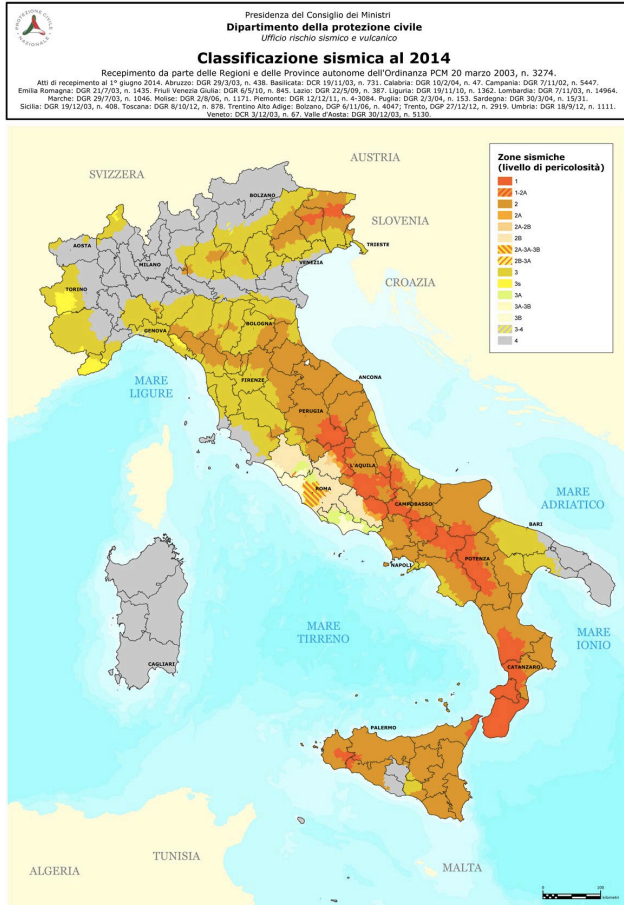 PROTEZIONE CIVILE
NAZIONALE
Presidenza del Consiglio dei Ministri
Dipartimento della protezione civile
Ufficio rischio sismico e vulcanico
Classificazione sismica al 2014
Recepimento da parte delle Regioni e delle Province autonome dell'Ordinanza PCM 20 marzo 2003, n. 3274.
Atti di recepimento al 1° giugno 2014. Abruzzo: DGR 29/3/03, n. 438. Basilicata: DCR 19/11/03, n. 731. Calabria: DGR 10/2/04, n. 47. Campania: DGR 7/11/02, n. 5447.
Emilia Romagna: DGR 21/7/03, n. 1435. Friuli Venezia Giulia: DGR 6/5/10, n. 845. Lazio: DGR 22/5/09, n. 387. Liguria: DGR 19/11/10, n. 1362. Lombardia: DGR 7/11/03, n. 14964.
Marche: DGR 29/7/03, n. 1046. Molise: DGR 2/8/06, n. 1171. Piemonte: DGR 12/12/11, n. 4-3084. Puglia: DGR 2/3/04, n. 153. Sardegna: DGR 30/3/04, n. 15/31.
Sicilia: DGR 19/12/03, n. 408. Toscana: DGR 8/10/12, n. 878. Trentino Alto Adige: Bolzano, DGP 6/11/06, n. 4047; Trento, DGP 27/12/12, n. 2919. Umbria: DGR 18/9/12, n. 1111.
Veneto: DCR 3/12/03, n. 67. Valle d'Aosta: DGR 30/12/03, n. 5130.
Zone sismiche
(livello di pericolosità)
1
1-2A
2
2A
2A-2B
2B
2A-3A-3B
2B-3A
3
3s
3A
3A-3B
3B
3-4
4
AUSTRIA
SVIZZERA
BOLZANO
SLOVENIA
AOSTA
TRIESTE
MILANO
VENEZIA
CROAZIA
TORINO
BOLOGNA
GENOVA
MARE
LIGURE
FIRENZE
ANCONA
PERUGIA
L'AQUILA
ROMA
MARE
ADRIATICO
CAMPOBASSO
BARI
POTENZA
NAPOLI
MARE
TIRRENO
MARE
IONIO
CAGLIARI
CATANZARO
PALERMO
TUNISIA
ALGERIA
MALTA
0 100
kilometri